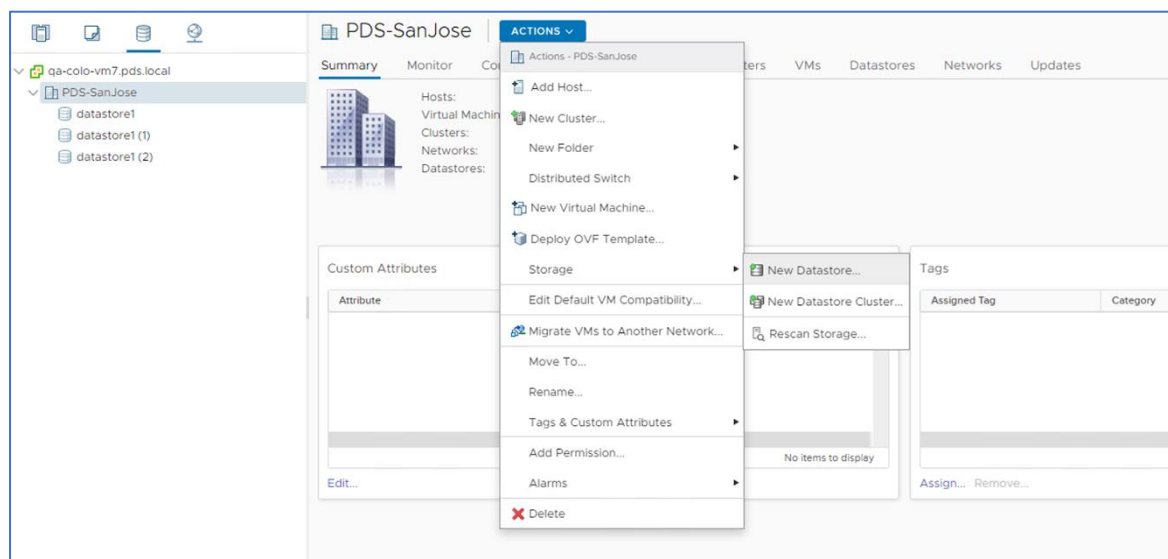 PDS-SanJose
ACTIONS
qa-colo-vm7.pds.local
PDS-SanJose
datastore1
datastore1 (1)
datastore1 (2)
Summary Monitor VMs Datastores Networks Updates
Hosts:
Virtual Machin
Clusters:
Networks:
Datastores:
Actions - PDS-SanJose
Add Host...
New Cluster...
New Folder
Distributed Switch
New Virtual Machine...
Deploy OVF Template...
Storage
Edit Default VM Compatibility...
Migrate VMs to Another Network...
Move To...
Rename...
Tags & Custom Attributes
Add Permission...
Alarms
Delete
New Datastore...
New Datastore Cluster...
Rescan Storage...
Custom Attributes
Attribute
No items to display
Edit...
Tags
Assigned Tag Category
Assign... Remove...